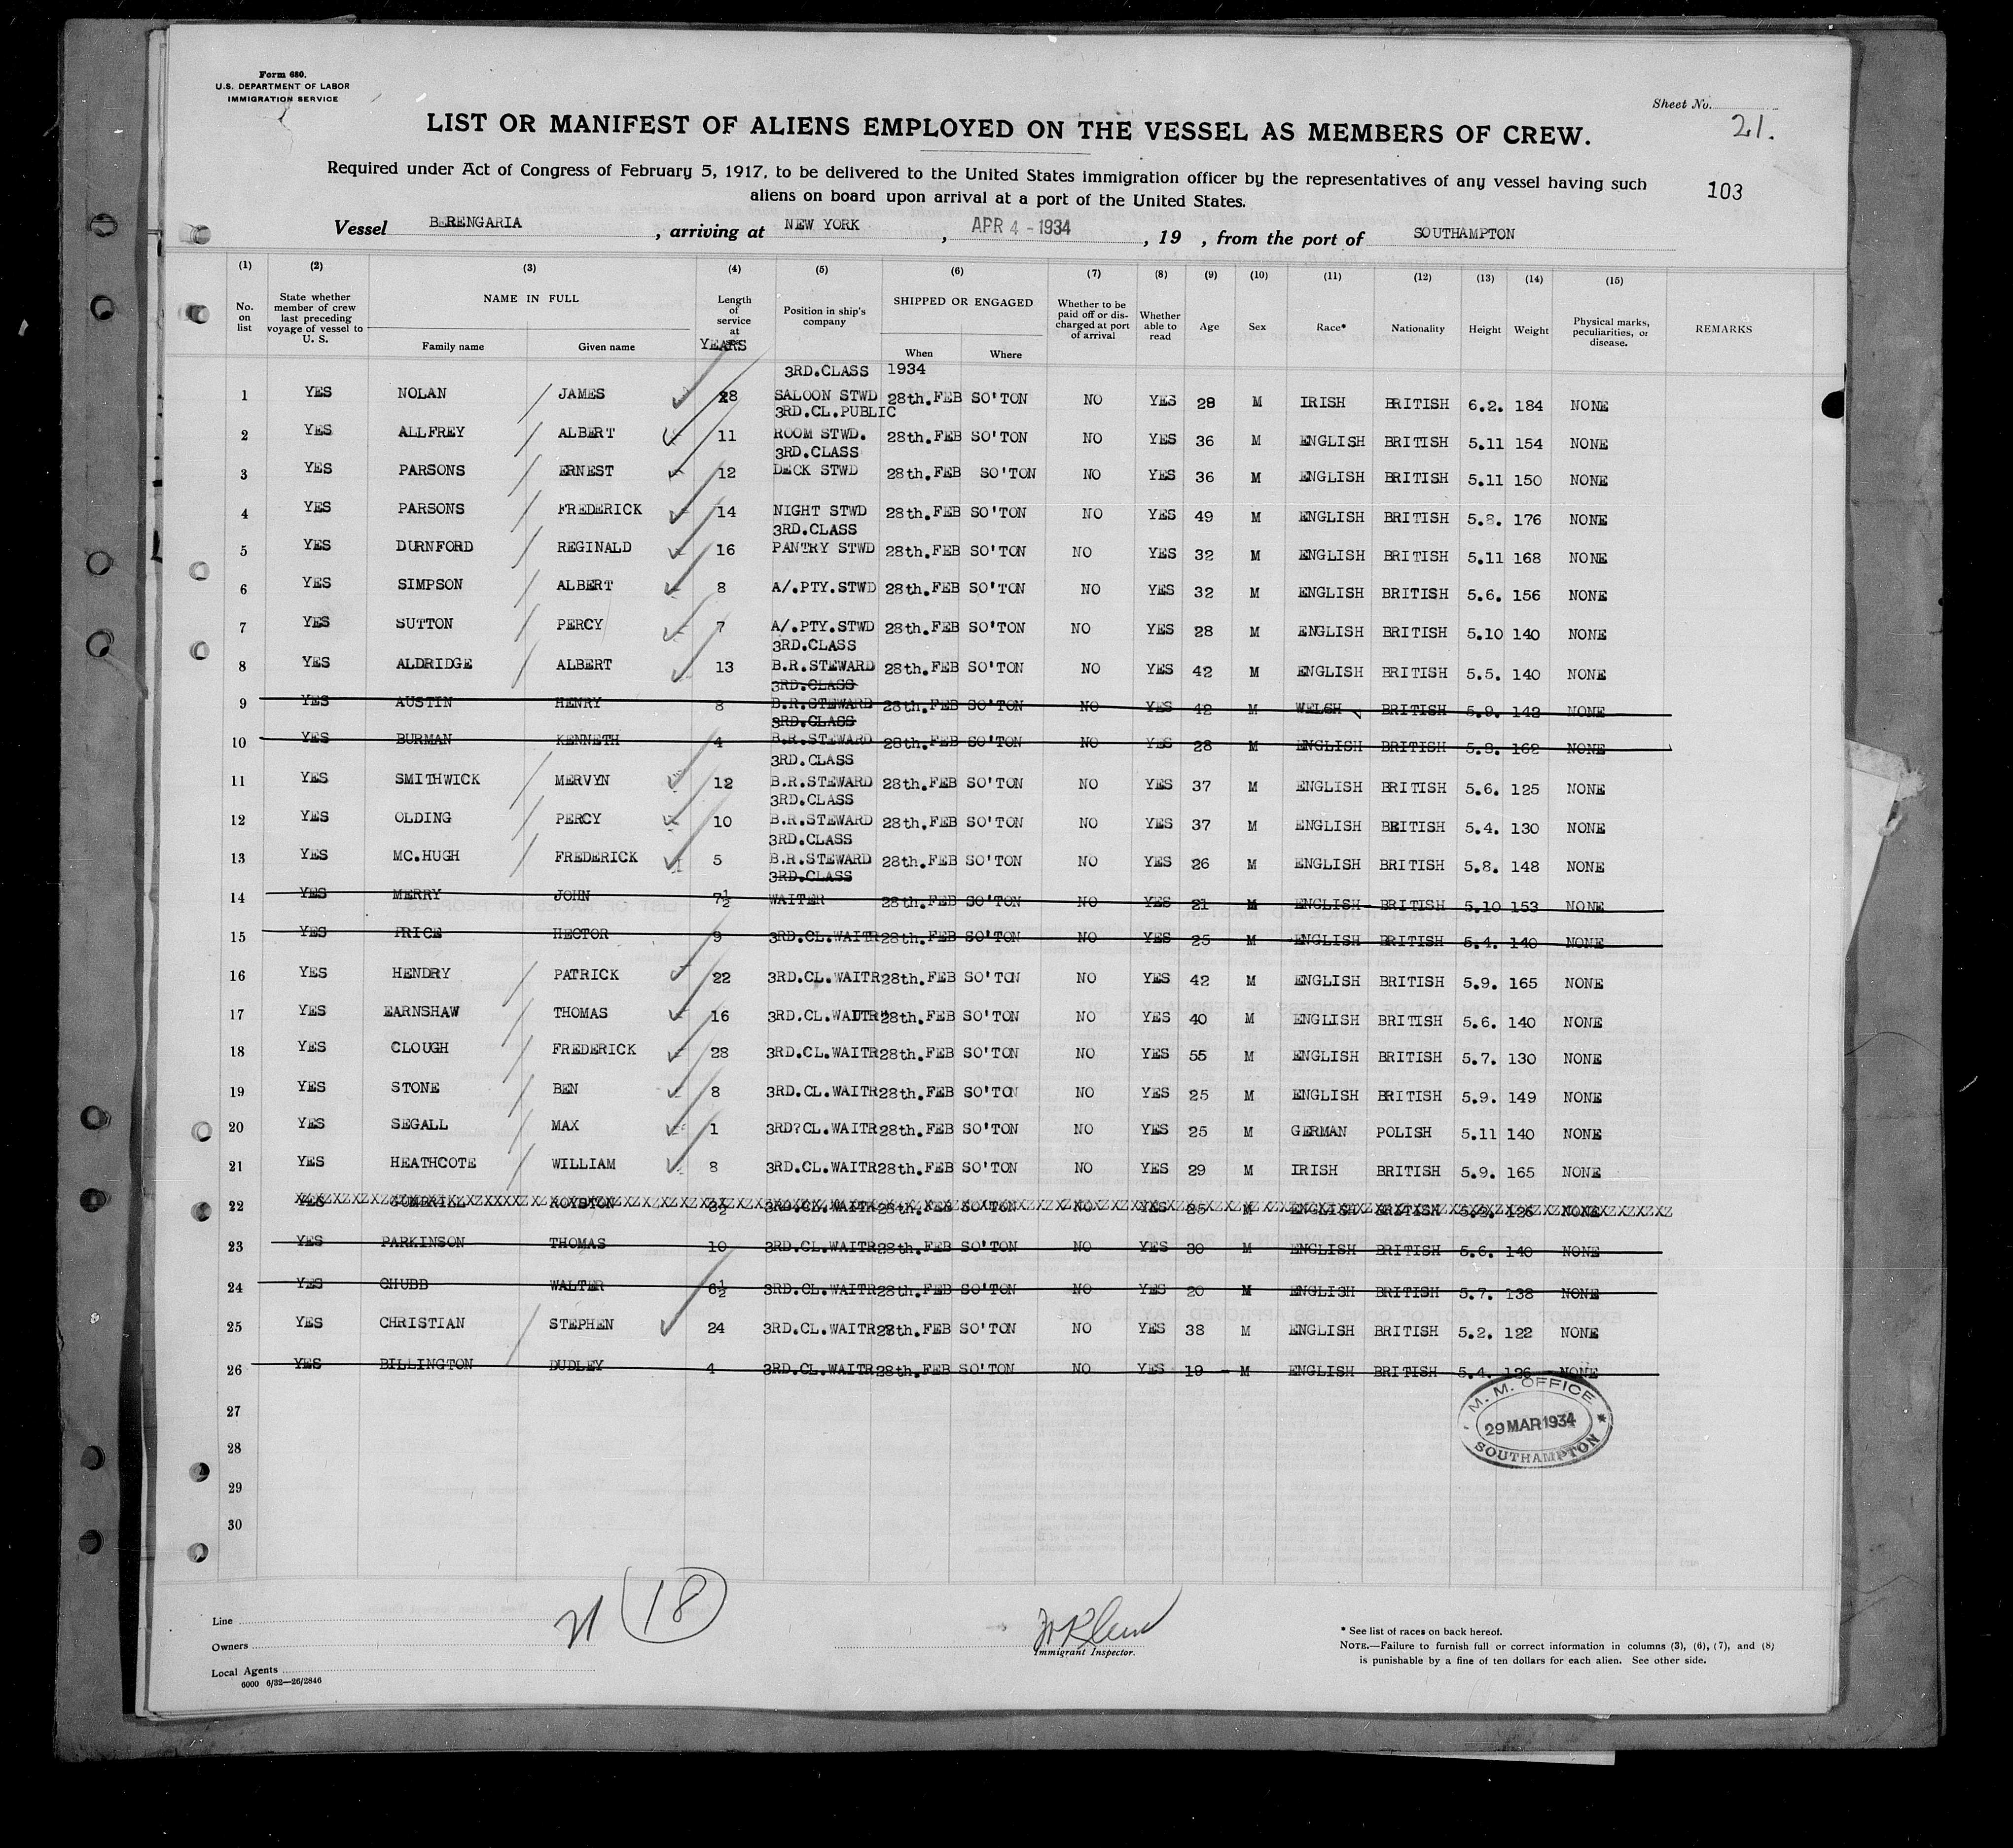 Form 680.
U.S. DEPARTMENT OF LABOR
IMMIGRATION SERVICE
Sheet No.
21.
LIST OR MANIFEST OF ALIENS EMPLOYED ON THE VESSEL AS MEMBERS OF CREW.
Required under Act of Congress of February 5, 1917, to be delivered to the United States immigration officer by the representatives of any vessel having such
aliens on board upon arrival at a port of the United States.
103
Vessel BERENGARIA, arriving at NEW YORK, APR 4-1934, 19 , from the port of SOUTHAMPTON
(1) (2) (3) (4) (5) (6) (7) (8) (9) (10) (11) (12) (13) (14) (15)
No. on list State whether member of crew last preceding voyage of vessel to U. S. NAME IN FULL Family name Given name Length of service at YEARS Position in ship's company SHIPPED OR ENGAGED When Where Whether to be paid off or discharged at port of arrival Whether able to read Age Sex Race* Nationality Height Weight Physical marks, peculiarities, or disease. REMARKS
3RD.CLASS 1934
1 YES NOLAN JAMES 28 SALOON STWD 28th.FEB SO'TON NO YES 28 M IRISH BRITISH 6.2. 184 NONE
3RD.CL.PUBLIC
2 YES ALLFREY ALBERT 11 ROOM STWD. 28th.FEB SO'TON NO YES 36 M ENGLISH BRITISH 5.11 154 NONE
3RD.CLASS
3 YES PARSONS ERNEST 12 DECK STWD 28th.FEB SO'TON NO YES 36 M ENGLISH BRITISH 5.11 150 NONE
4 YES PARSONS FREDERICK 14 NIGHT STWD 28th.FEB SO'TON NO YES 49 M ENGLISH BRITISH 5.8. 176 NONE
3RD.CLASS
5 YES DURNFORD REGINALD 16 PANTRY STWD 28th.FEB SO'TON NO YES 32 M ENGLISH BRITISH 5.11 168 NONE
6 YES SIMPSON ALBERT 8 A/.PTY.STWD 28th.FEB SO'TON NO YES 32 M ENGLISH BRITISH 5.6. 156 NONE
7 YES SUTTON PERCY 7 A/.PTY.STWD 28th.FEB SO'TON NO YES 28 M ENGLISH BRITISH 5.10 140 NONE
3RD.CLASS
8 YES ALDRIDGE ALBERT 13 B.R.STEWARD 28th.FEB SO'TON NO YES 42 M ENGLISH BRITISH 5.5. 140 NONE
3RD.CLASS
9 YES AUSTIN HENRY 8 B.R.STEWARD 28th.FEB SO'TON NO YES 42 M WELSH BRITISH 5.9. 142 NONE
3RD.CLASS
10 YES BURMAN KENNETH 4 B.R.STEWARD 28th.FEB SO'TON NO YES 28 M ENGLISH BRITISH 5.8. 162 NONE
3RD.CLASS
11 YES SMITHWICK MERVYN 12 B.R.STEWARD 28th.FEB SO'TON NO YES 37 M ENGLISH BRITISH 5.6. 125 NONE
3RD.CLASS
12 YES OLDING PERCY 10 B.R.STEWARD 28th.FEB SO'TON NO YES 37 M ENGLISH BRITISH 5.4. 130 NONE
3RD.CLASS
13 YES MC.HUGH FREDERICK 5 B.R.STEWARD 28th.FEB SO'TON NO YES 26 M ENGLISH BRITISH 5.8. 148 NONE
3RD.CLASS
14 YES MERRY JOHN 7½ WAITER 28th.FEB SO'TON NO YES 21 M ENGLISH BRITISH 5.10 153 NONE
15 YES PRICE HECTOR 9 3RD.CL.WAITR 28th.FEB SO'TON NO YES 25 M ENGLISH BRITISH 5.4. 140 NONE
16 YES HENDRY PATRICK 22 3RD.CL.WAITR 28th.FEB SO'TON NO YES 42 M ENGLISH BRITISH 5.9. 165 NONE
17 YES EARNSHAW THOMAS 16 3RD.CL.WAITR 28th.FEB SO'TON NO YES 40 M ENGLISH BRITISH 5.6. 140 NONE
18 YES CLOUGH FREDERICK 28 3RD.CL.WAITR 28th.FEB SO'TON NO YES 55 M ENGLISH BRITISH 5.7. 130 NONE
19 YES STONE BEN 8 3RD.CL.WAITR 28th.FEB SO'TON NO YES 25 M ENGLISH BRITISH 5.9. 149 NONE
20 YES SEGALL MAX 1 3RD?CL.WAITR 28th.FEB SO'TON NO YES 25 M GERMAN POLISH 5.11 140 NONE
21 YES HEATHCOTE WILLIAM 8 3RD.CL.WAITR 28th.FEB SO'TON NO YES 29 M IRISH BRITISH 5.9. 165 NONE
22 YES ROYSTON 3RD.CL.WAITR 28th.FEB SO'TON NO YES M ENGLISH BRITISH NONE
23 YES PARKINSON THOMAS 10 3RD.CL.WAITR 28th.FEB SO'TON NO YES 30 M ENGLISH BRITISH 5.6. 140 NONE
24 YES CHUBB WALTER 6½ 3RD.CL.WAITR 28th.FEB SO'TON NO YES 20 M ENGLISH BRITISH 5.7. 138 NONE
25 YES CHRISTIAN STEPHEN 24 3RD.CL.WAITR 28th.FEB SO'TON NO YES 38 M ENGLISH BRITISH 5.2. 122 NONE
26 YES BILLINGTON DUDLEY 4 3RD.CL.WAITR 28th.FEB SO'TON NO YES 19 M ENGLISH BRITISH 5.4. 126 NONE
27
28
29
30
M. M. OFFICE
29 MAR 1934
SOUTHAMPTON
21 18
Line
Owners
Local Agents
6000 6/32—26/2846
Immigrant Inspector.
* See list of races on back hereof.
NOTE.—Failure to furnish full or correct information in columns (3), (6), (7), and (8)
is punishable by a fine of ten dollars for each alien. See other side.